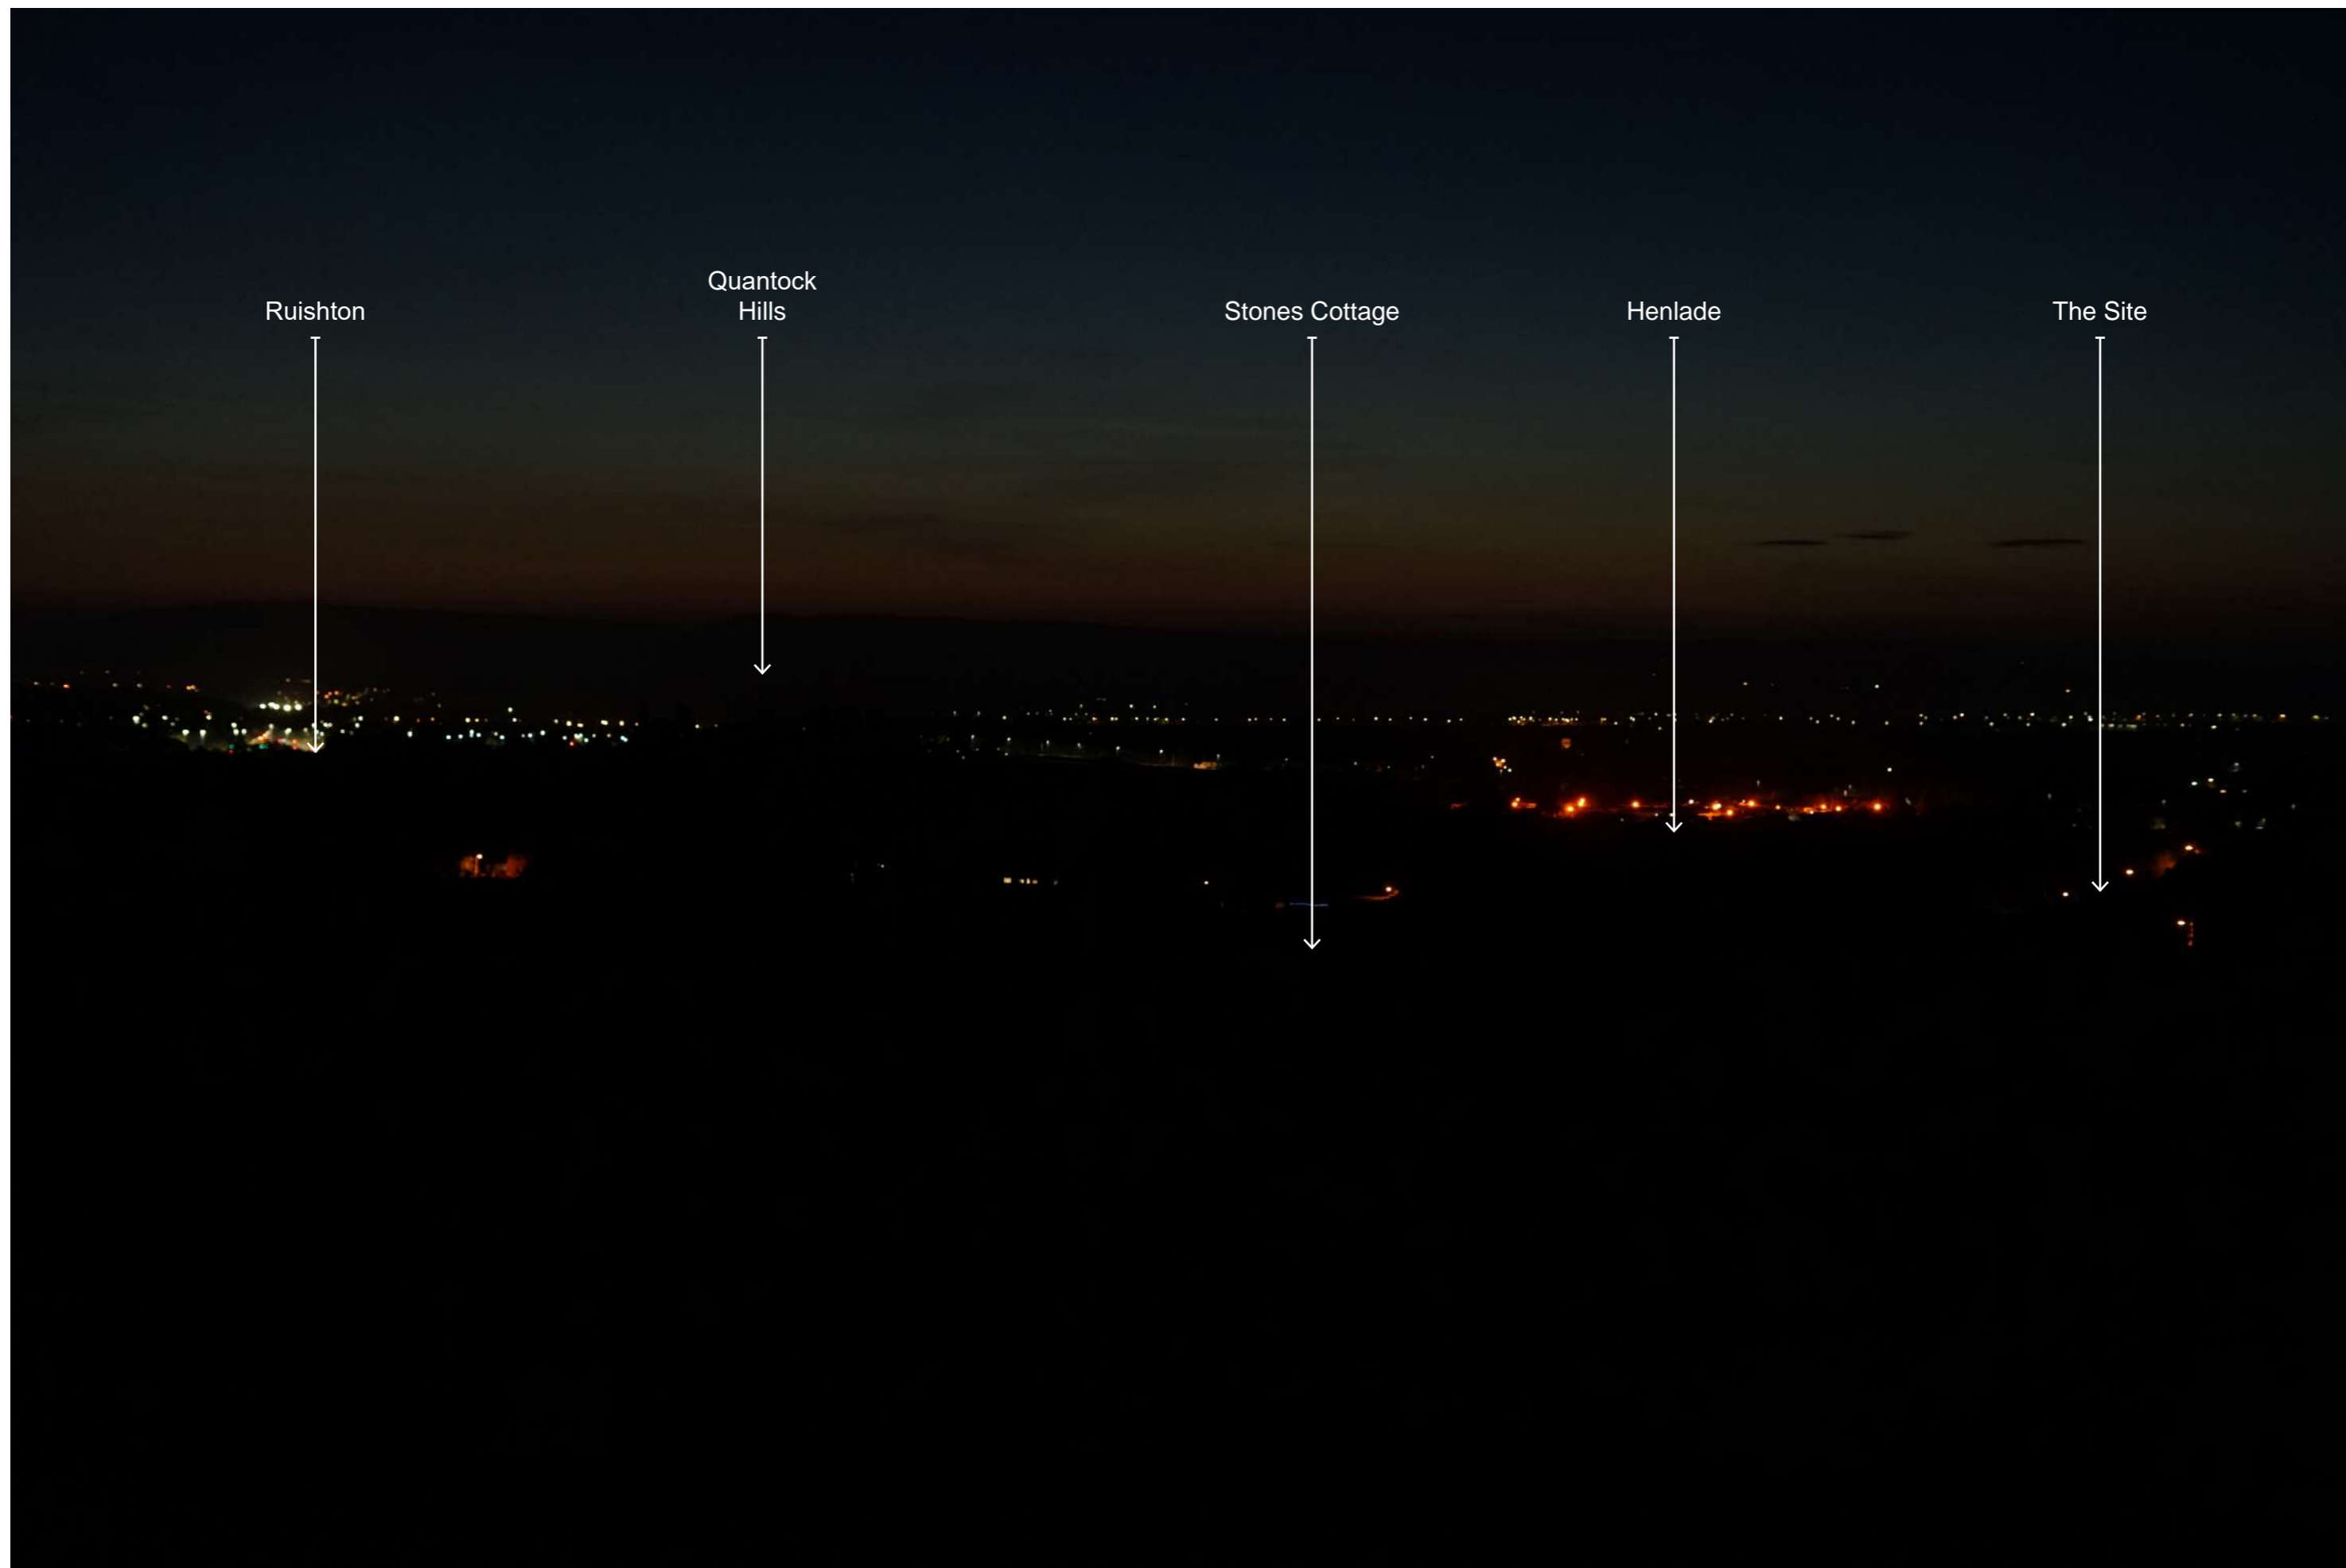 Ruishton
Quantock
Hills
Stones Cottage
Henlade
The Site